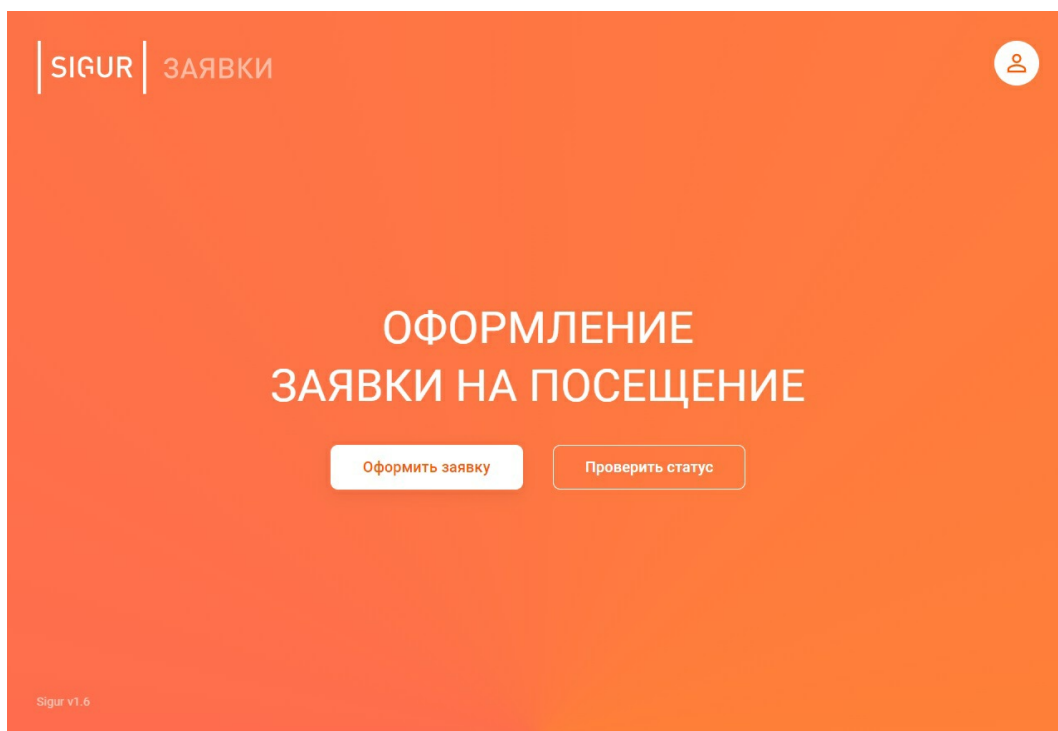 SIGUR ЗАЯВКИ
ОФОРМЛЕНИЕ
ЗАЯВКИ НА ПОСЕЩЕНИЕ
Оформить заявку Проверить статус
Sigur v1.6